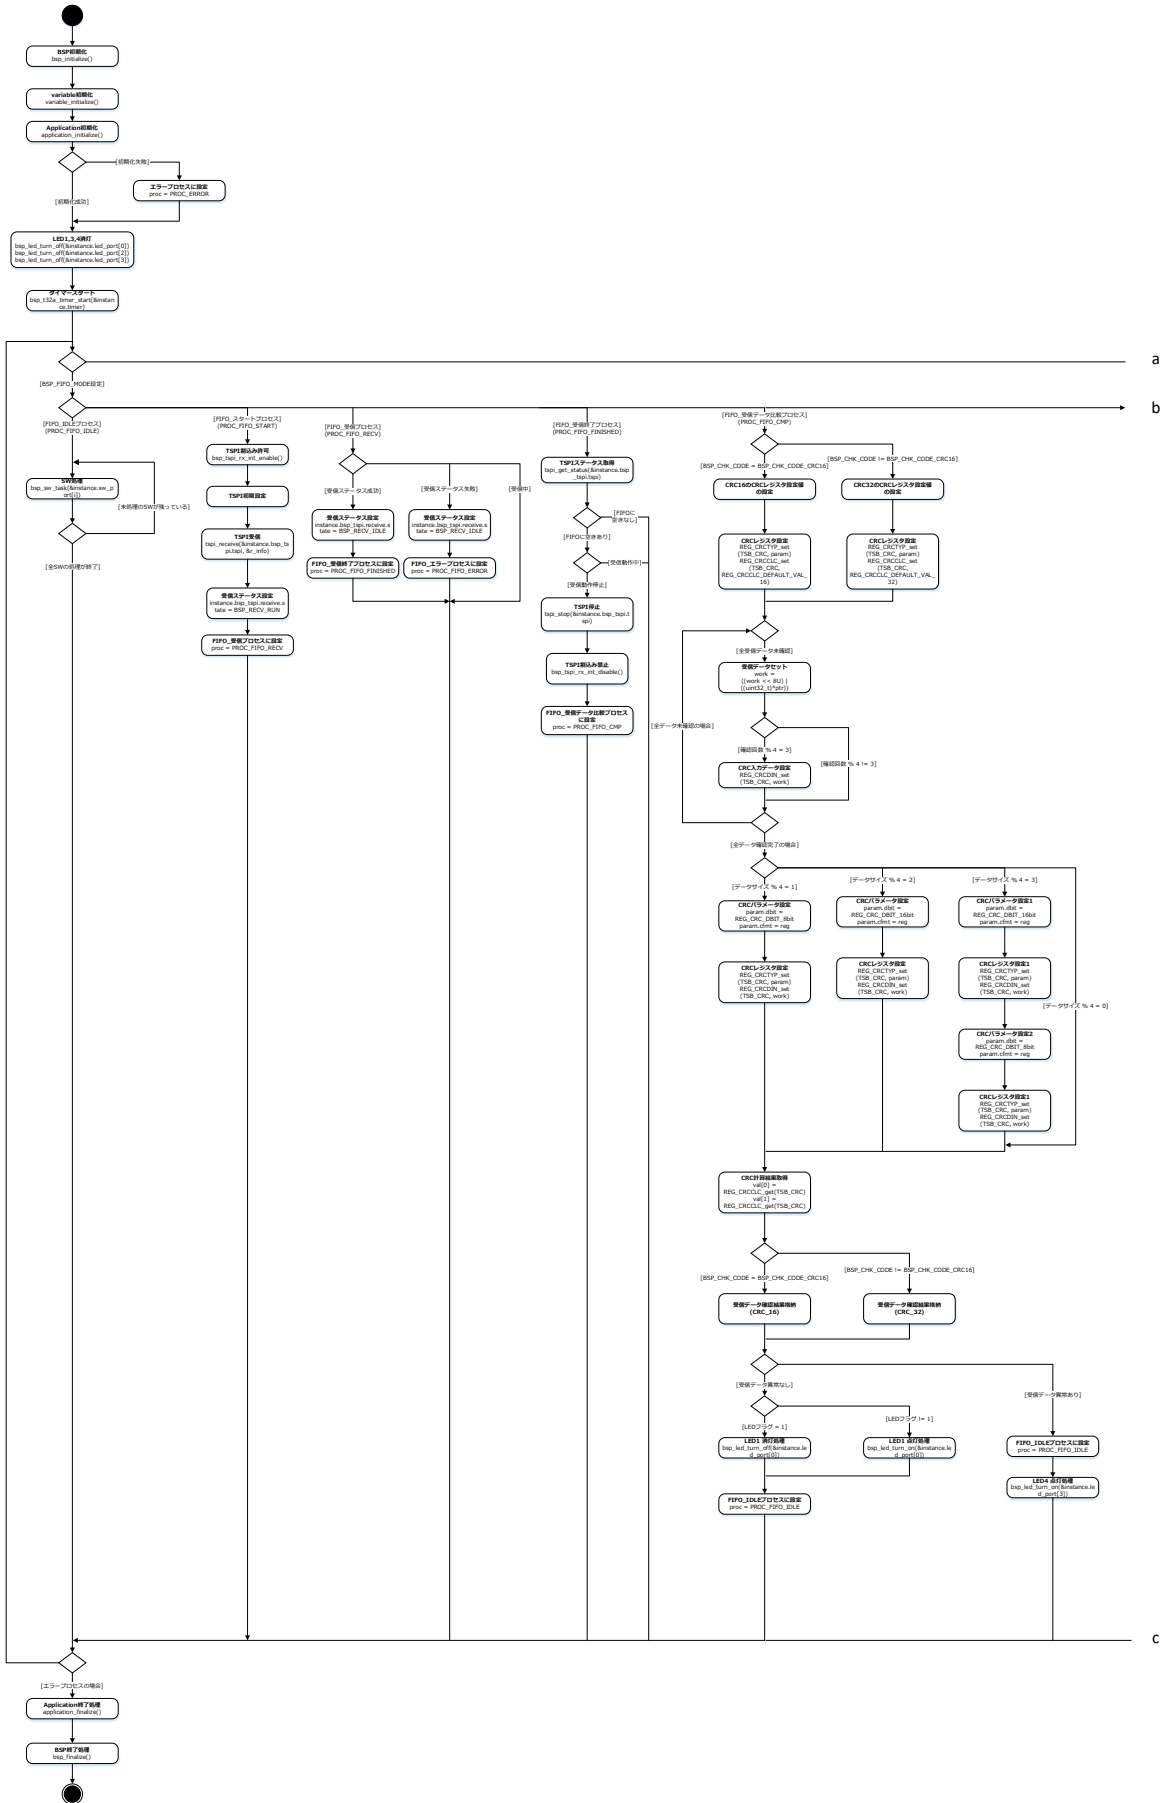 BSP初期化
bsp_initialize()
variable初期化
variable_initialize()
Application初期化
application_initialize()
[初期化失敗]
エラープロセスに設定
proc = PROC_ERROR
[初期化成功]
LED1,3,4消灯
bsp_led_turn_off(&instance.led_port[0])
bsp_led_turn_off(&instance.led_port[2])
bsp_led_turn_off(&instance.led_port[3])
タイマースタート
bsp_t32a_timer_start(&instan
ce.timer)
a
[BSP_FIFO_MODE設定]
b
[FIFO_IDLEプロセス]
(PROC_FIFO_IDLE)
SW処理
bsp_sw_task(&instance.sw_p
ort[i])
[未処理のSWが残っている]
[全SWの処理が終了]
[FIFO_スタートプロセス]
(PROC_FIFO_START)
TSPI割込み許可
bsp_tspi_rx_int_enable()
TSPI初期設定
TSPI受信
tspi_receive(&instance.bsp_ts
pi.tspi, &r_info)
受信ステータス設定
instance.bsp_tspi.receive.s
tate = BSP_RECV_RUN
FIFO_受信プロセスに設定
proc = PROC_FIFO_RECV
[FIFO_受信プロセス]
(PROC_FIFO_RECV)
[受信ステータス成功]
[受信ステータス失敗]
[受信中]
受信ステータス設定
instance.bsp_tspi.receive.s
tate = BSP_RECV_IDLE
受信ステータス設定
instance.bsp_tspi.receive.s
tate = BSP_RECV_IDLE
FIFO_受信終了プロセスに設定
proc = PROC_FIFO_FINISHED
FIFO_エラープロセスに設定
proc = PROC_FIFO_ERROR
[FIFO_受信終了プロセス]
(PROC_FIFO_FINISHED)
TSPIステータス取得
tspi_get_status(&instance.bsp
_tspi.tspi)
[FIFOに
空きなし]
[FIFOに空きあり]
[受信動作中]
[受信動作停止]
TSPI停止
tspi_stop(&instance.bsp_tspi.t
spi)
TSPI割込み禁止
bsp_tspi_rx_int_disable()
FIFO_受信データ比較プロセス
に設定
proc = PROC_FIFO_CMP
[FIFO_受信データ比較プロセス]
(PROC_FIFO_CMP)
[BSP_CHK_CODE = BSP_CHK_CODE_CRC16]
[BSP_CHK_CODE != BSP_CHK_CODE_CRC16]
CRC16のCRCレジスタ設定値
の設定
CRC32のCRCレジスタ設定値
の設定
CRCレジスタ設定
REG_CRCTYP_set
(TSB_CRC, param)
REG_CRCCLC_set
(TSB_CRC,
REG_CRCCLC_DEFAULT_VAL_
16)
CRCレジスタ設定
REG_CRCTYP_set
(TSB_CRC, param)
REG_CRCCLC_set
(TSB_CRC,
REG_CRCCLC_DEFAULT_VAL_
32)
[全受信データ未確認]
受信データセット
work =
((work << 8U) |
((uint32_t)*ptr))
[全データ未確認の場合]
[確認回数 % 4 = 3]
[確認回数 % 4 != 3]
CRC入力データ設定
REG_CRCDIN_set
(TSB_CRC, work)
[全データ確認完了の場合]
[データサイズ % 4 = 1]
[データサイズ % 4 = 2]
[データサイズ % 4 = 3]
[データサイズ % 4 = 0]
CRCパラメータ設定
param.dbit =
REG_CRC_DBIT_8bit
param.cfmt = reg
CRCパラメータ設定
param.dbit =
REG_CRC_DBIT_16bit
param.cfmt = reg
CRCパラメータ設定1
param.dbit =
REG_CRC_DBIT_16bit
param.cfmt = reg
CRCレジスタ設定
REG_CRCTYP_set
(TSB_CRC, param)
REG_CRCDIN_set
(TSB_CRC, work)
CRCレジスタ設定
REG_CRCTYP_set
(TSB_CRC, param)
REG_CRCDIN_set
(TSB_CRC, work)
CRCレジスタ設定1
REG_CRCTYP_set
(TSB_CRC, param)
REG_CRCDIN_set
(TSB_CRC, work)
CRCパラメータ設定2
param.dbit =
REG_CRC_DBIT_8bit
param.cfmt = reg
CRCレジスタ設定1
REG_CRCTYP_set
(TSB_CRC, param)
REG_CRCDIN_set
(TSB_CRC, work)
CRC計算結果取得
val[0] =
REG_CRCCLC_get(TSB_CRC)
val[1] =
REG_CRCCLC_get(TSB_CRC)
[BSP_CHK_CODE = BSP_CHK_CODE_CRC16]
[BSP_CHK_CODE != BSP_CHK_CODE_CRC16]
受信データ確認結果格納
(CRC_16)
受信データ確認結果格納
(CRC_32)
[受信データ異常なし]
[受信データ異常あり]
[LEDフラグ = 1]
[LEDフラグ != 1]
LED1 消灯処理
bsp_led_turn_off(&instance.le
d_port[0])
LED1 点灯処理
bsp_led_turn_on(&instance.le
d_port[0])
FIFO_IDLEプロセスに設定
proc = PROC_FIFO_IDLE
FIFO_IDLEプロセスに設定
proc = PROC_FIFO_IDLE
LED4 点灯処理
bsp_led_turn_on(&instance.le
d_port[3])
c
[エラープロセスの場合]
Application終了処理
application_finalize()
BSP終了処理
bsp_finalize()